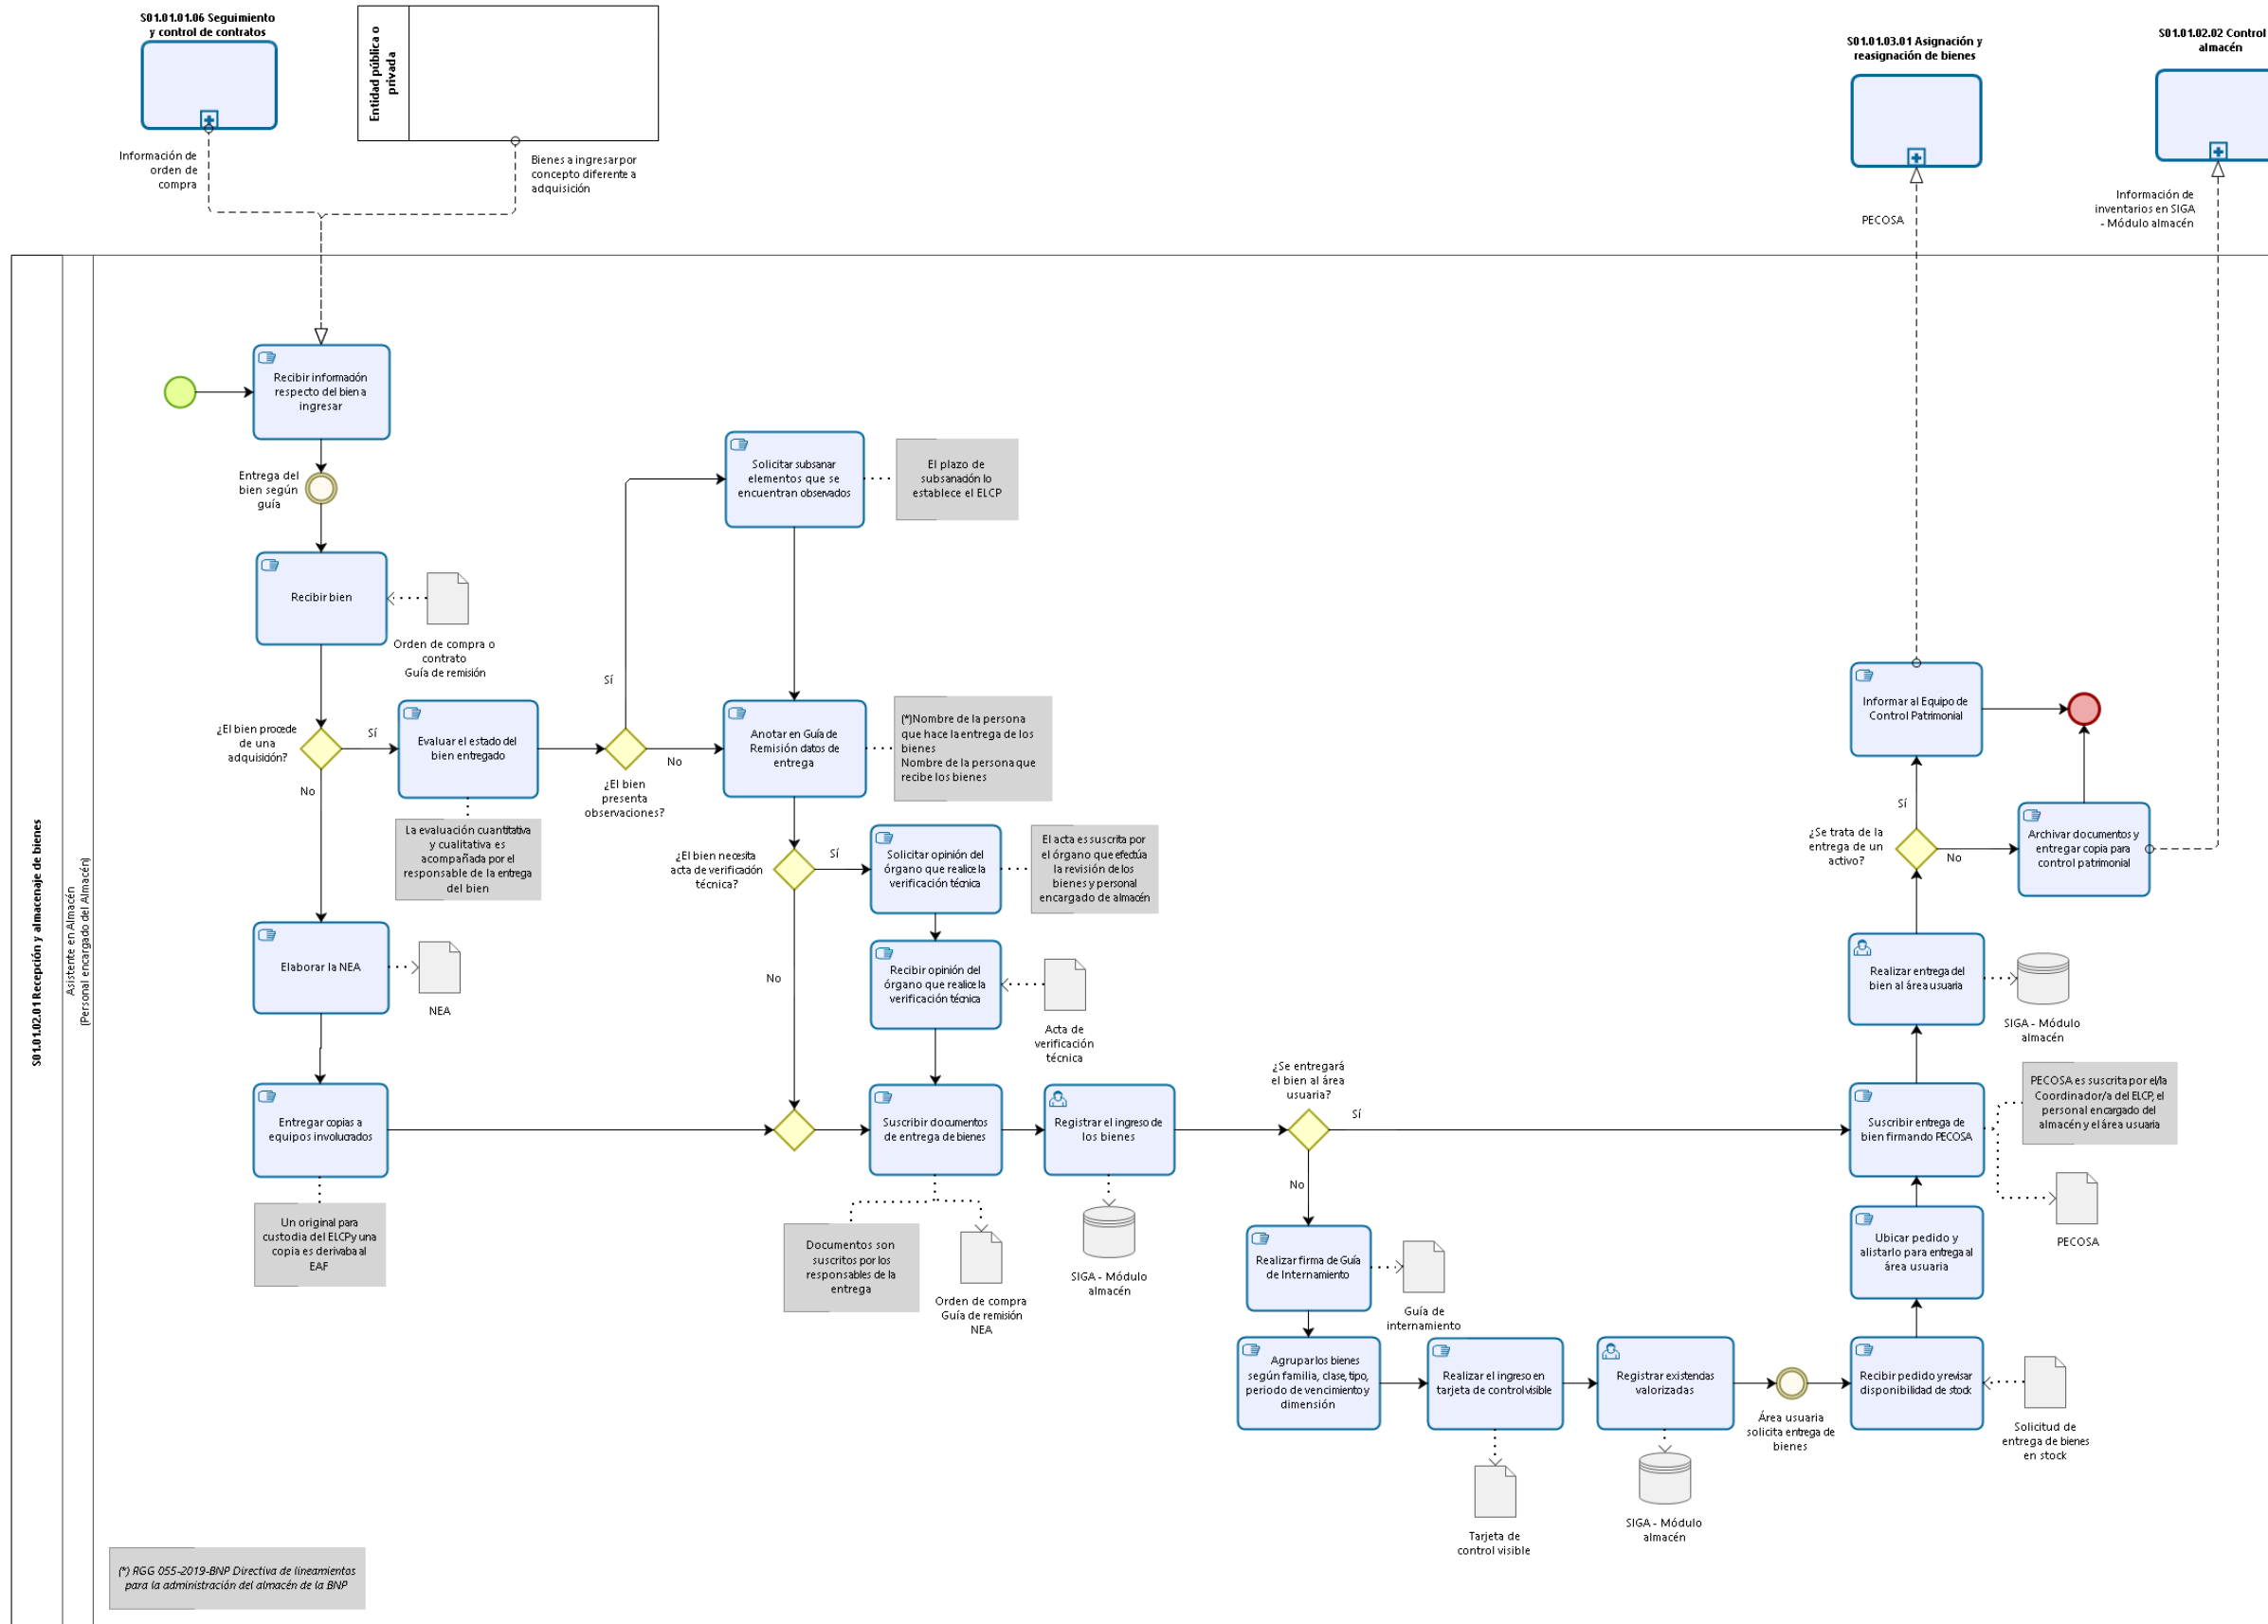 S01.01.01.06 Seguimiento
y control de contratos
Entidad pública o
privada
S01.01.03.01 Asignación y
reasignación de bienes
S01.01.02.02 Control
almacén
Información de
orden de
compra
Bienes a ingresar por
concepto diferente a
adquisición
PECOSA
Información de
inventarios en SIGA
- Módulo almacén
S01.01.02.01 Recepción y almacenaje de bienes
Asistente en Almacén
(Personal encargado del Almacén)
Recibir información
respecto del bien a
ingresar
Entrega del
bien según
guía
Solicitar subsanar
elementos que se
encuentran observados
El plazo de
subsanación lo
establece el ELCP
Recibir bien
Orden de compra o
contrato
Guía de remisión
¿El bien procede
de una
adquisición?
Sí
No
Evaluar el estado del
bien entregado
La evaluación cuantitativa
y cualitativa es
acompañada por el
responsable de la entrega
del bien
Sí
No
¿El bien
presenta
observaciones?
Anotar en Guía de
Remisión datos de
entrega
(*)Nombre de la persona
que hace la entrega de los
bienes
Nombre de la persona que
recibe los bienes
¿El bien necesita
acta de verificación
técnica?
Sí
No
Solicitar opinión del
órgano que realice la
verificación técnica
El acta es suscrita por
el órgano que efectúa
la revisión de los
bienes y personal
encargado de almacén
Recibir opinión del
órgano que realice la
verificación técnica
Acta de
verificación
técnica
Elaborar la NEA
NEA
Entregar copias a
equipos involucrados
Un original para
custodia del ELCP y una
copia es derivaba al
EAF
Suscribir documentos
de entrega de bienes
Documentos son
suscritos por los
responsables de la
entrega
Orden de compra
Guía de remisión
NEA
Registrar el ingreso de
los bienes
SIGA - Módulo
almacén
¿Se entregará
el bien al área
usuaria?
Sí
No
Realizar firma de Guía
de Internamiento
Guía de
internamiento
Agrupar los bienes
según familia, clase, tipo,
periodo de vencimiento y
dimensión
Realizar el ingreso en
tarjeta de control visible
Tarjeta de
control visible
Registrar existencias
valorizadas
SIGA - Módulo
almacén
Área usuaria
solicita entrega de
bienes
Recibir pedido y revisar
disponibilidad de stock
Solicitud de
entrega de bienes
en stock
Ubicar pedido y
alistarlo para entrega al
área usuaria
Suscribir entrega de
bien firmando PECOSA
PECOSA es suscrita por el/la
Coordinador/a del ELCP, el
personal encargado del
almacén y el área usuaria
PECOSA
Realizar entrega del
bien al área usuaria
SIGA - Módulo
almacén
¿Se trata de la
entrega de un
activo?
Sí
No
Informar al Equipo de
Control Patrimonial
Archivar documentos y
entregar copia para
control patrimonial
(*) RGG 055-2019-BNP Directiva de lineamientos
para la administración del almacén de la BNP